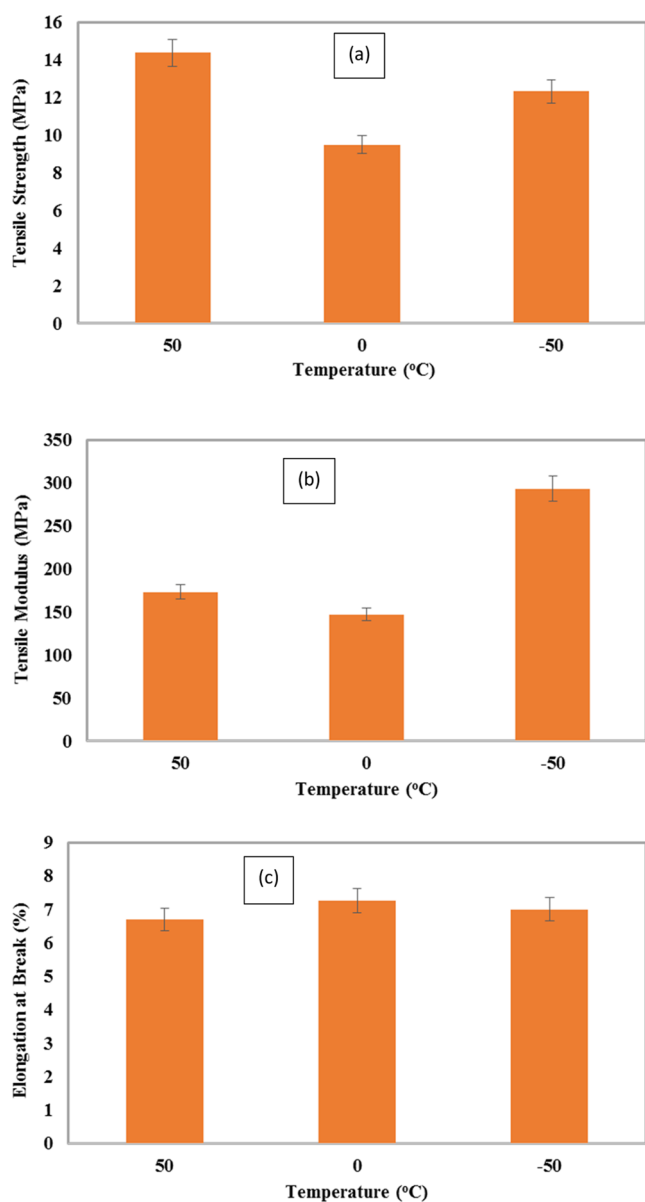 16
14
12
10
8
6
4
2
0
Tensile Strength (MPa)
(a)
50 0 -50
Temperature (oC)
350
300
250
200
150
100
50
0
Tensile Modulus (MPa)
(b)
50 0 -50
Temperature (oC)
9
8
7
6
5
4
3
2
1
0
Elongation at Break (%)
(c)
50 0 -50
Temperature (oC)